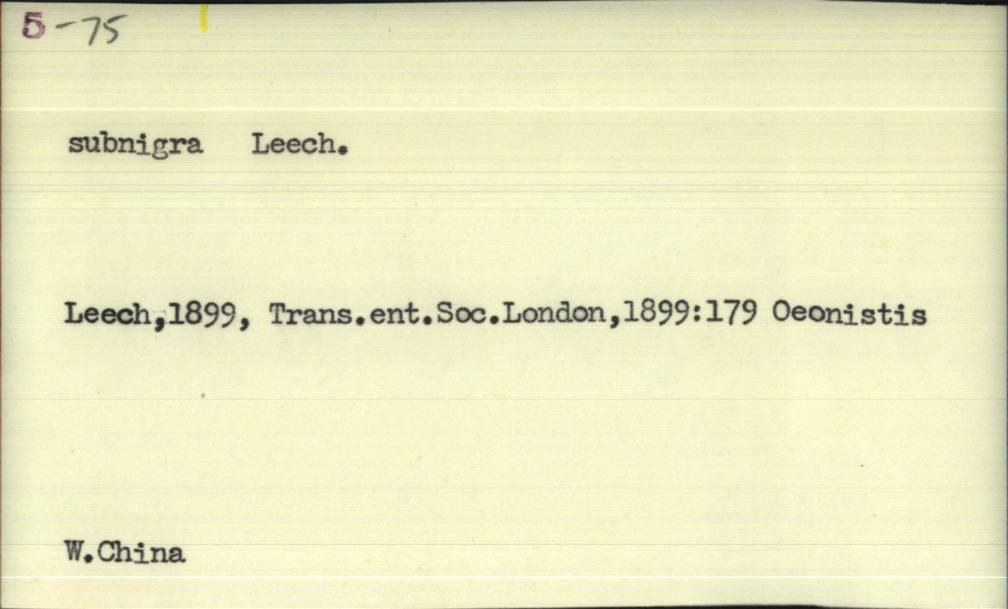 5-75
subnigra Leech.
Leech,1899, Trans.ent.Soc.London,1899:179 Oeonistis
W.China